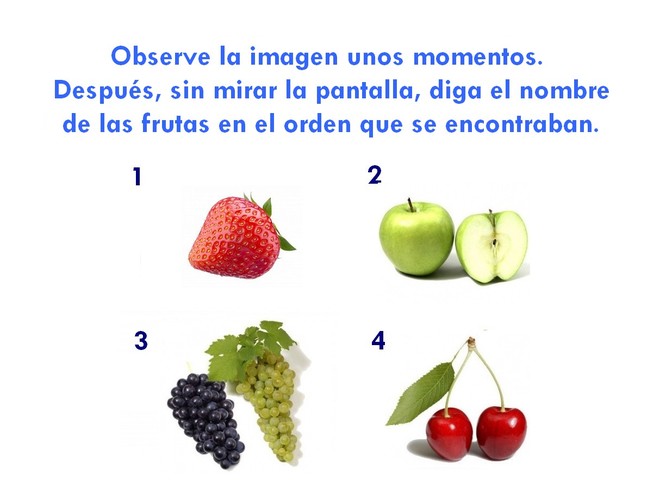 Observe la imagen unos momentos.
Después, sin mirar la pantalla, diga el nombre
de las frutas en el orden que se encontraban.
1
2
3
4